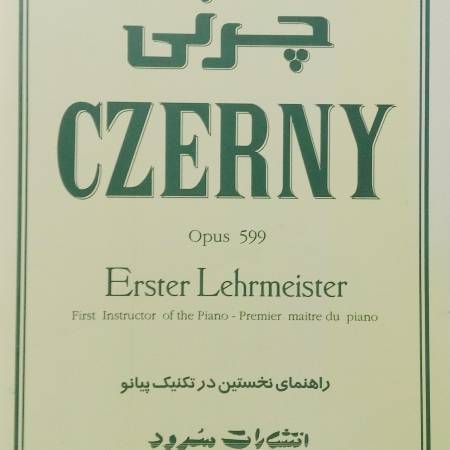 چرنی
CZERNY
Opus 599
Erster Lehrmeister
First Instructor of the Piano - Premier maitre du piano
راهنمای نخستین در تکنیک پیانو
انتشارات سرود